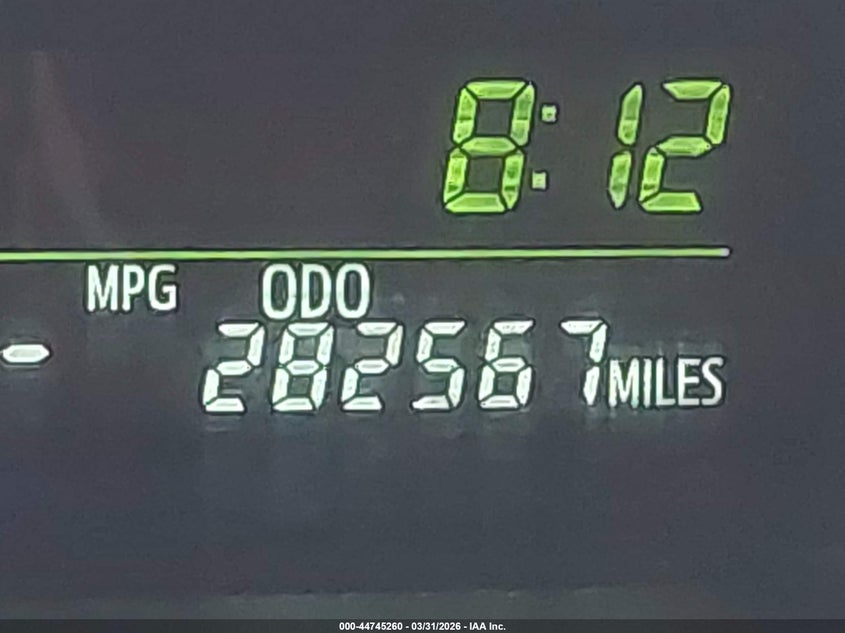 8:12
MPG ODO
- 282567 MILES
000-44745260 - 03/31/2026 - IAA Inc.